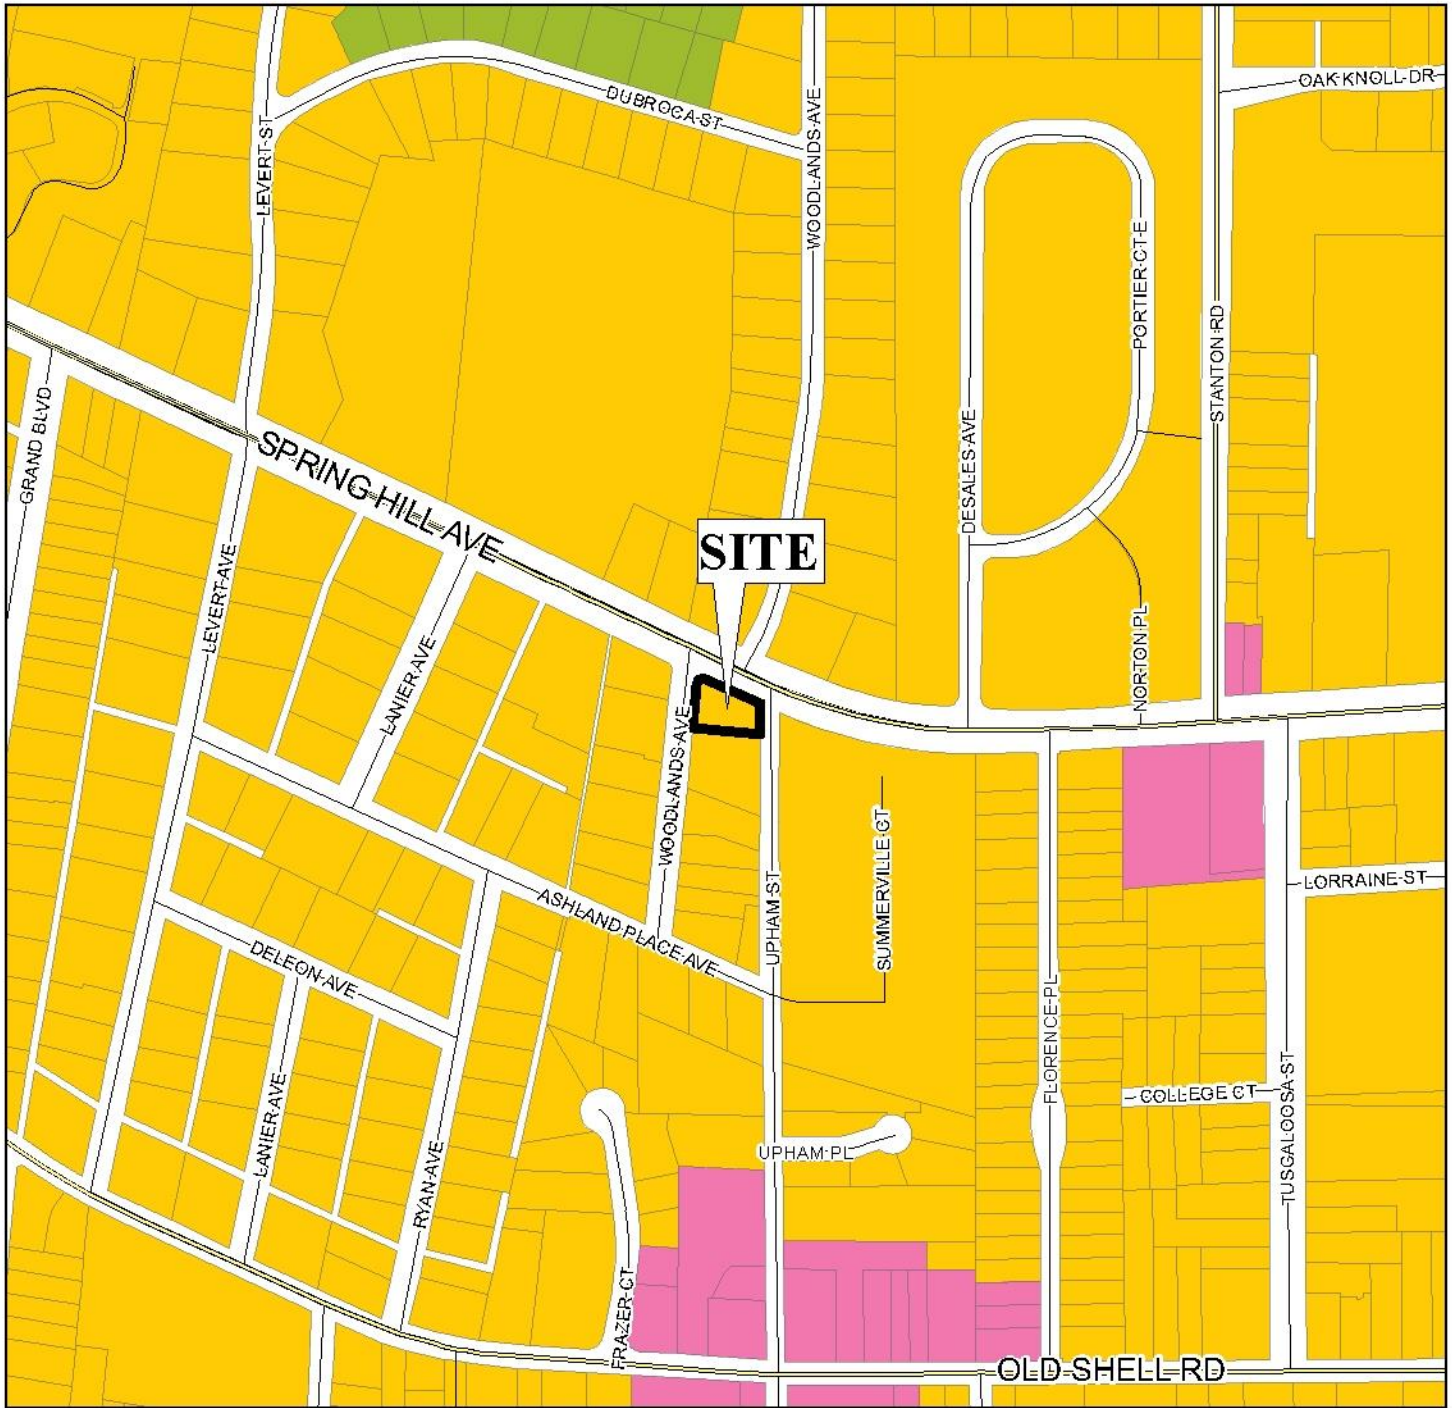 OAK KNOLL DR
DUBROCA ST
LEVERT ST
WOODLANDS AVE
PORTIER CT E
STANTON RD
GRAND BLVD
SPRING HILL AVE
DESALES AVE
SITE
LEVERT AVE
LANIER AVE
NORTON PL
WOODLANDS AVE
SUMMERVILLE CT
LORRAINE ST
ASHLAND PLACE AVE
UPHAM ST
DELEON AVE
FLORENCE PL
COLLEGE CT
TUSCALOOSA ST
LANIER AVE
UPHAM PL
RYAN AVE
FRAZER CT
OLD SHELL RD